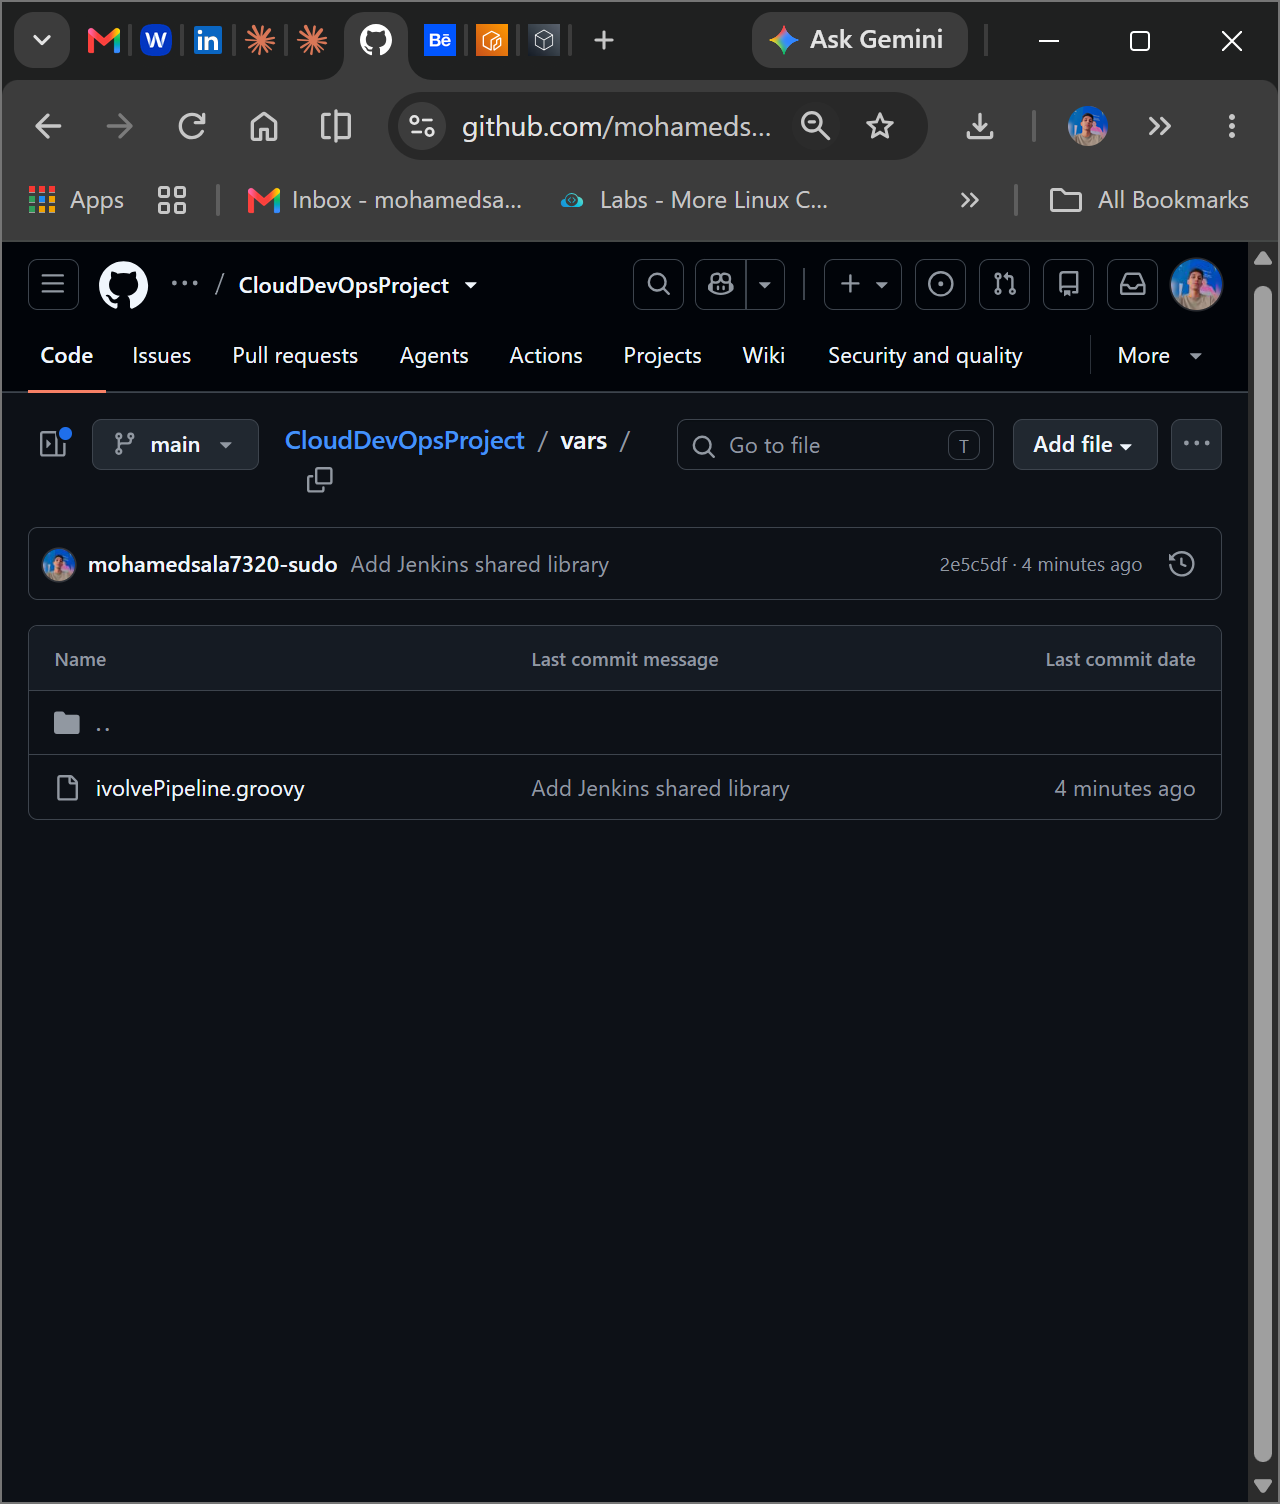 W
in
Bē
Ask Gemini
github.com/mohameds...
Apps
Inbox - mohamedsa...
Labs - More Linux C...
All Bookmarks
... / CloudDevOpsProject
Code
Issues
Pull requests
Agents
Actions
Projects
Wiki
Security and quality
More
main
CloudDevOpsProject / vars /
Go to file
T
Add file
...
mohamedsala7320-sudo Add Jenkins shared library
2e5c5df · 4 minutes ago
Name Last commit message Last commit date
..
ivolvePipeline.groovy Add Jenkins shared library 4 minutes ago